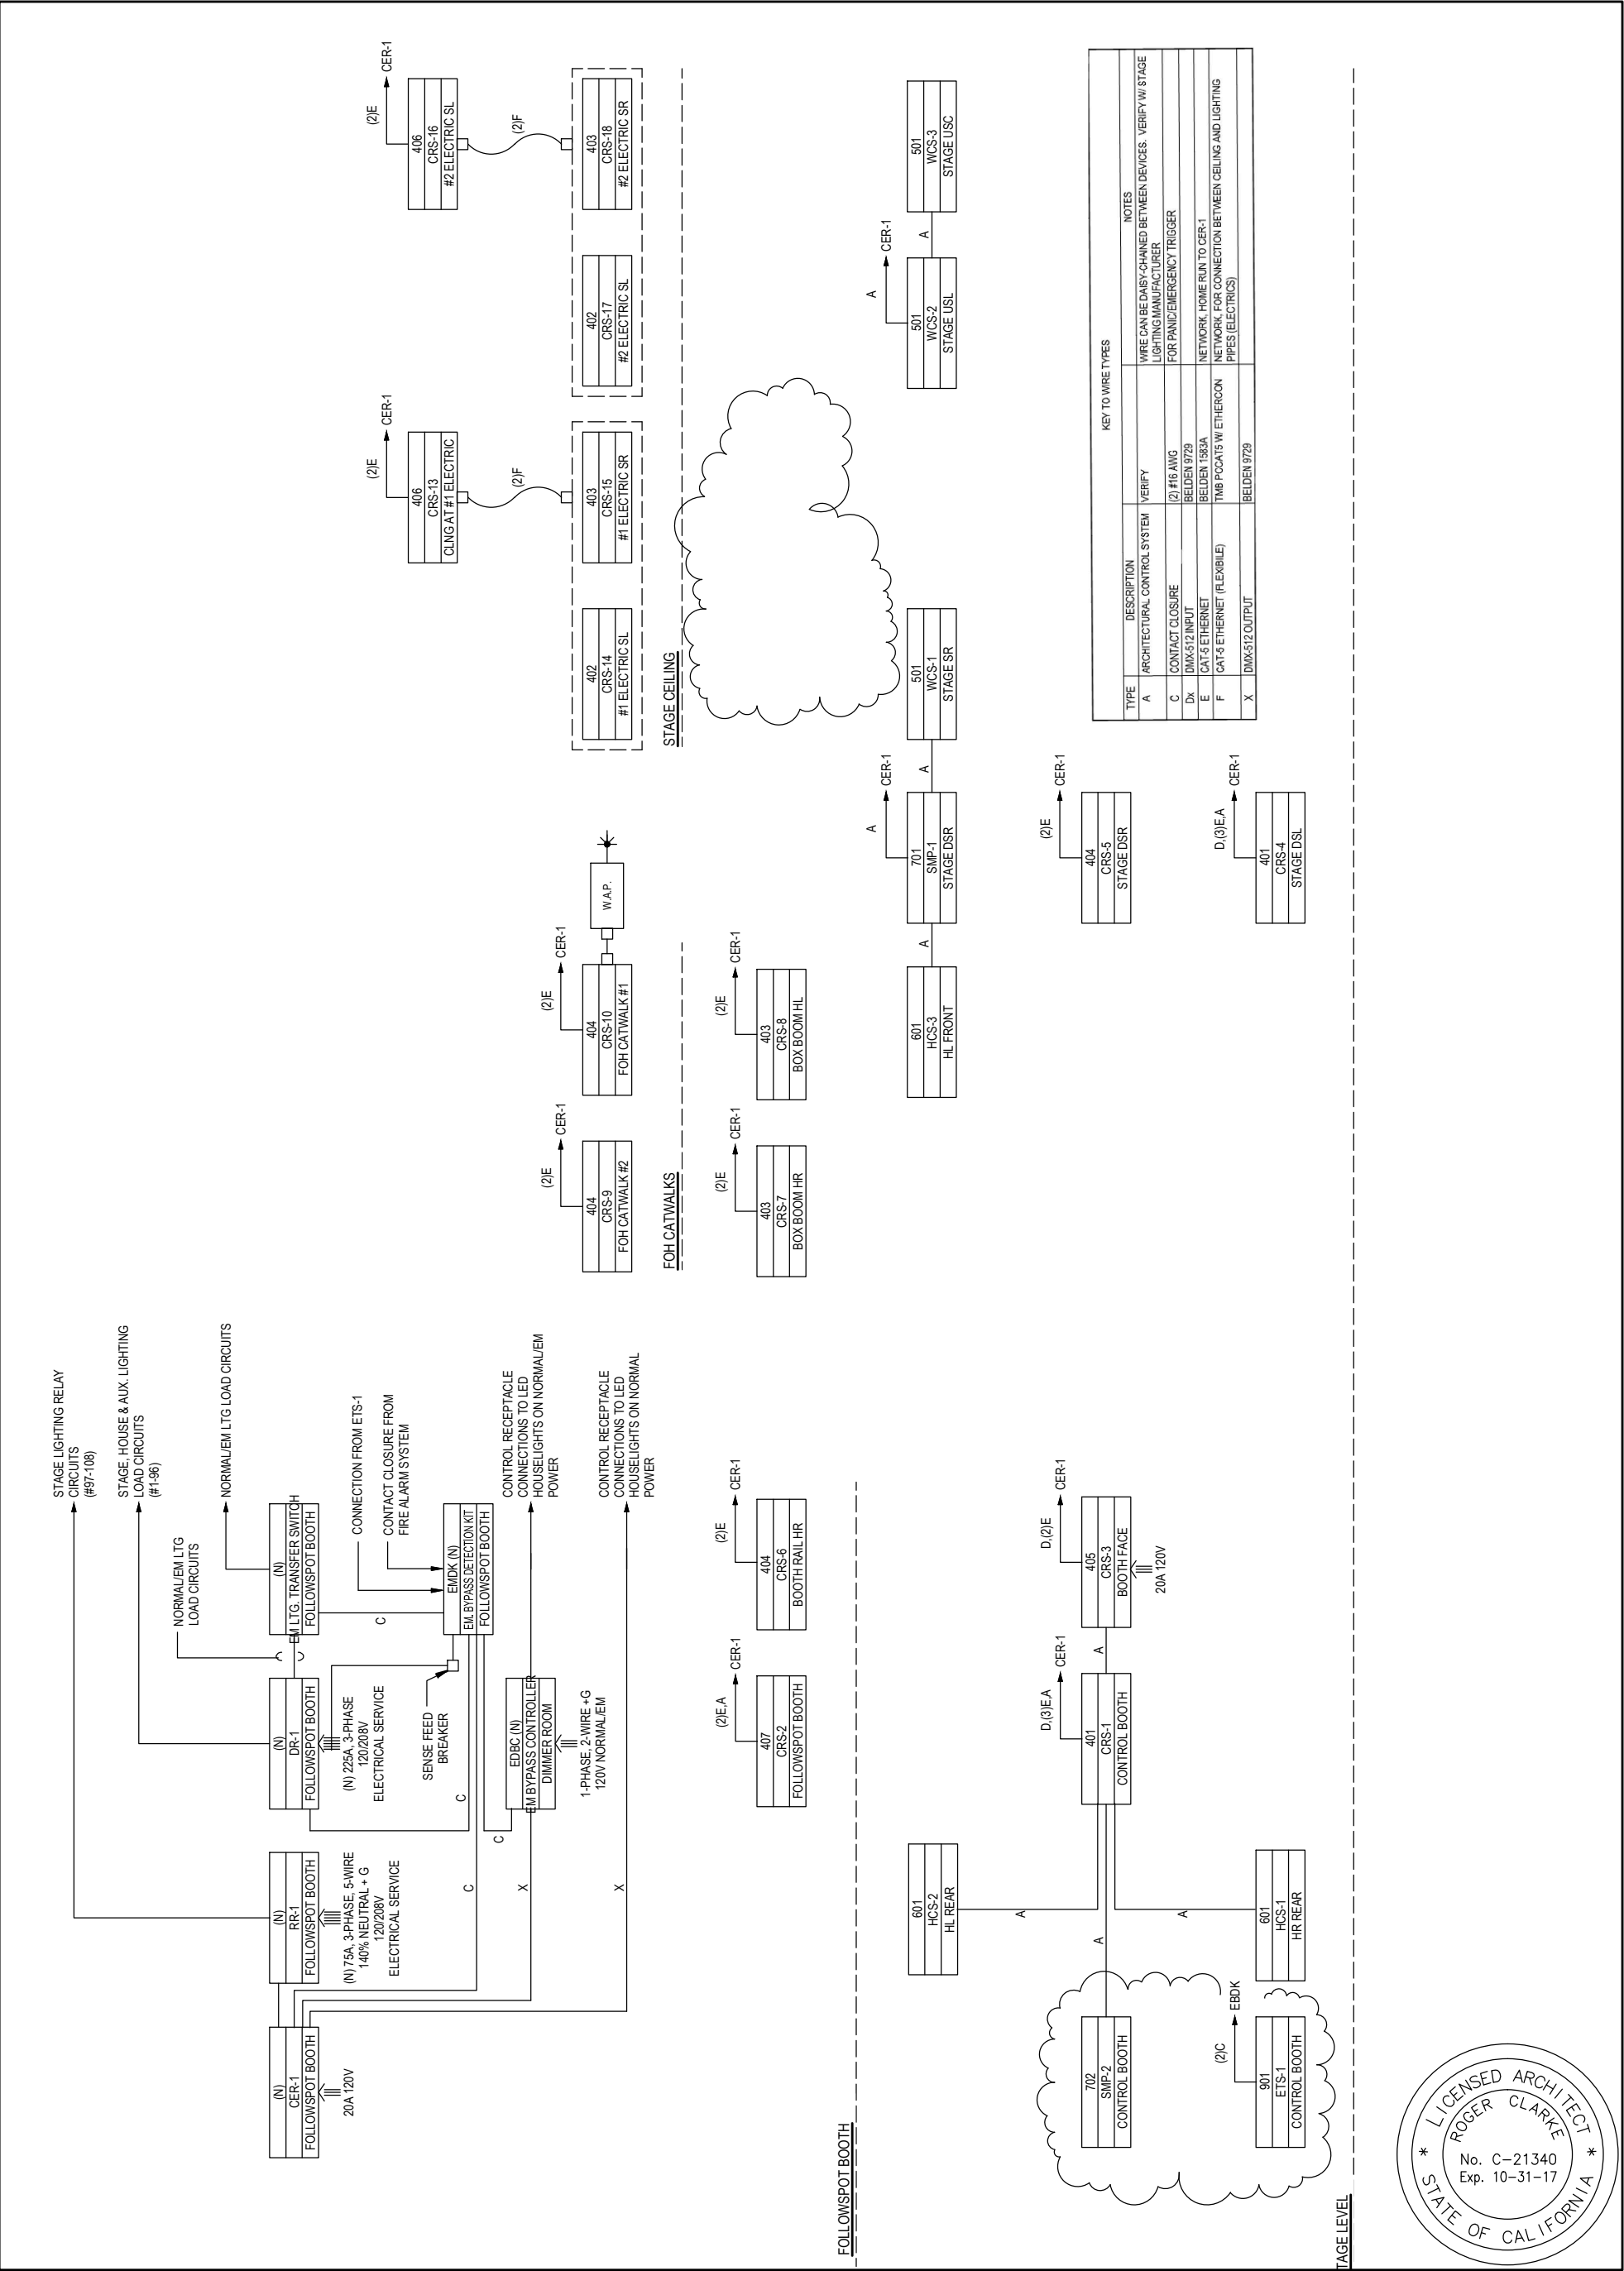 STAGE LIGHTING RELAY
CIRCUITS
(#97-108)
STAGE, HOUSE & AUX. LIGHTING
LOAD CIRCUITS
(#1-96)
NORMAL/EM LTG
LOAD CIRCUITS
NORMAL/EM LTG LOAD CIRCUITS
(N)
CER-1
FOLLOWSPOT BOOTH
20A 120V
(N)
RR-1
FOLLOWSPOT BOOTH
(N) 75A, 3-PHASE, 5-WIRE
140% NEUTRAL + G
120/208V
ELECTRICAL SERVICE
(N)
DR-1
FOLLOWSPOT BOOTH
(N) 225A, 3-PHASE
120/208V
ELECTRICAL SERVICE
(N)
EM LTG. TRANSFER SWITCH
FOLLOWSPOT BOOTH
CONNECTION FROM ETS-1
CONTACT CLOSURE FROM
FIRE ALARM SYSTEM
C
SENSE FEED
BREAKER
EMDK (N)
EM. BYPASS DETECTION KIT
FOLLOWSPOT BOOTH
C
C
C
EDBC (N)
EM BYPASS CONTROLLER
DIMMER ROOM
1-PHASE, 2-WIRE +G
120V NORMAL/EM
X
X
CONTROL RECEPTACLE
CONNECTIONS TO LED
HOUSELIGHTS ON NORMAL/EM
POWER
CONTROL RECEPTACLE
CONNECTIONS TO LED
HOUSELIGHTS ON NORMAL
POWER
(2)E,A
CER-1
407
CRS-2
FOLLOWSPOT BOOTH
(2)E
CER-1
404
CRS-6
BOOTH RAIL HR
FOLLOWSPOT BOOTH
(2)E
CER-1
404
CRS-9
FOH CATWALK #2
(2)E
CER-1
404
CRS-10
FOH CATWALK #1
W.A.P.
FOH CATWALKS
(2)E
CER-1
403
CRS-7
BOX BOOM HR
(2)E
CER-1
403
CRS-8
BOX BOOM HL
(2)E
CER-1
406
CRS-13
CLNG AT #1 ELECTRIC
(2)F
402
CRS-14
#1 ELECTRIC SL
403
CRS-15
#1 ELECTRIC SR
(2)E
CER-1
406
CRS-16
#2 ELECTRIC SL
(2)F
402
CRS-17
#2 ELECTRIC SL
403
CRS-18
#2 ELECTRIC SR
STAGE CEILING
601
HCS-2
HL REAR
A
702
SMP-2
CONTROL BOOTH
A
D,(3)E,A
CER-1
401
CRS-1
CONTROL BOOTH
A
D,(2)E
CER-1
405
CRS-3
BOOTH FACE
20A 120V
A
601
HCS-1
HR REAR
(2)C
EBDK
901
ETS-1
CONTROL BOOTH
601
HCS-3
HL FRONT
A
A
CER-1
701
SMP-1
STAGE DSR
A
501
WCS-1
STAGE SR
A
CER-1
501
WCS-2
STAGE USL
A
501
WCS-3
STAGE USC
(2)E
CER-1
404
CRS-5
STAGE DSR
D,(3)E,A
CER-1
401
CRS-4
STAGE DSL
TAGE LEVEL
KEY TO WIRE TYPES
TYPE DESCRIPTION NOTES
A ARCHITECTURAL CONTROL SYSTEM VERIFY WIRE CAN BE DAISY-CHAINED BETWEEN DEVICES. VERIFY W/ STAGE
LIGHTING MANUFACTURER
C CONTACT CLOSURE (2) #16 AWG FOR PANIC/EMERGENCY TRIGGER
Dx DMX-512 INPUT BELDEN 9729
E CAT-5 ETHERNET BELDEN 1583A NETWORK, HOME RUN TO CER-1
F CAT-5 ETHERNET (FLEXIBILE) TMB PCCAT5 W/ ETHERCON NETWORK, FOR CONNECTION BETWEEN CEILING AND LIGHTING
PIPES (ELECTRICS)
X DMX-512 OUTPUT BELDEN 9729
LICENSED ARCHITECT
ROGER CLARKE
No. C-21340
Exp. 10-31-17
* STATE OF CALIFORNIA *